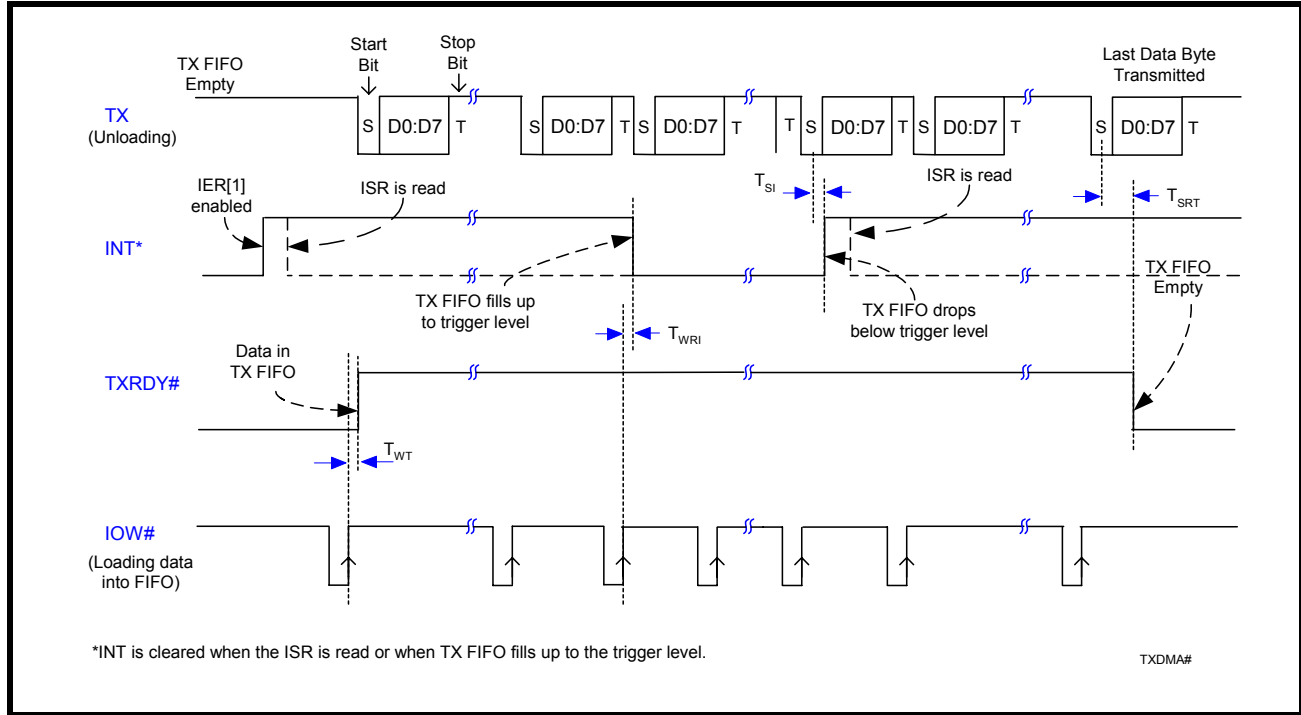 Start
Bit
Stop
Bit
TX FIFO
Empty
Last Data Byte
Transmitted
TX
(Unloading)
S D0:D7 T S D0:D7 T S D0:D7 T T S D0:D7 T S D0:D7 T S D0:D7 T
IER[1]
enabled
ISR is read
TSI
ISR is read
TSRT
INT*
TX FIFO fills up
to trigger level
TX FIFO drops
below trigger level
TX FIFO
Empty
TWRI
Data in
TX FIFO
TXRDY#
TWT
IOW#
(Loading data
into FIFO)
*INT is cleared when the ISR is read or when TX FIFO fills up to the trigger level.
TXDMA#